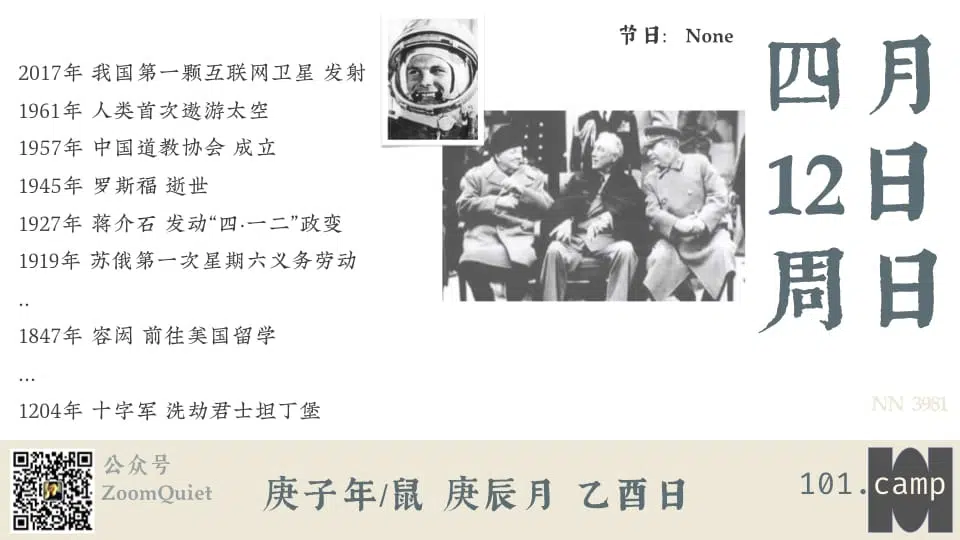 节日: None
四月
12日
周日
2017年 我国第一颗互联网卫星 发射
1961年 人类首次遨游太空
1957年 中国道教协会 成立
1945年 罗斯福 逝世
1927年 蒋介石 发动“四·一二”政变
1919年 苏俄第一次星期六义务劳动
..
1847年 容闳 前往美国留学
...
1204年 十字军 洗劫君士坦丁堡
NN 3981
公众号
ZoomQuiet
庚子年/鼠 庚辰月 乙酉日
101.camp